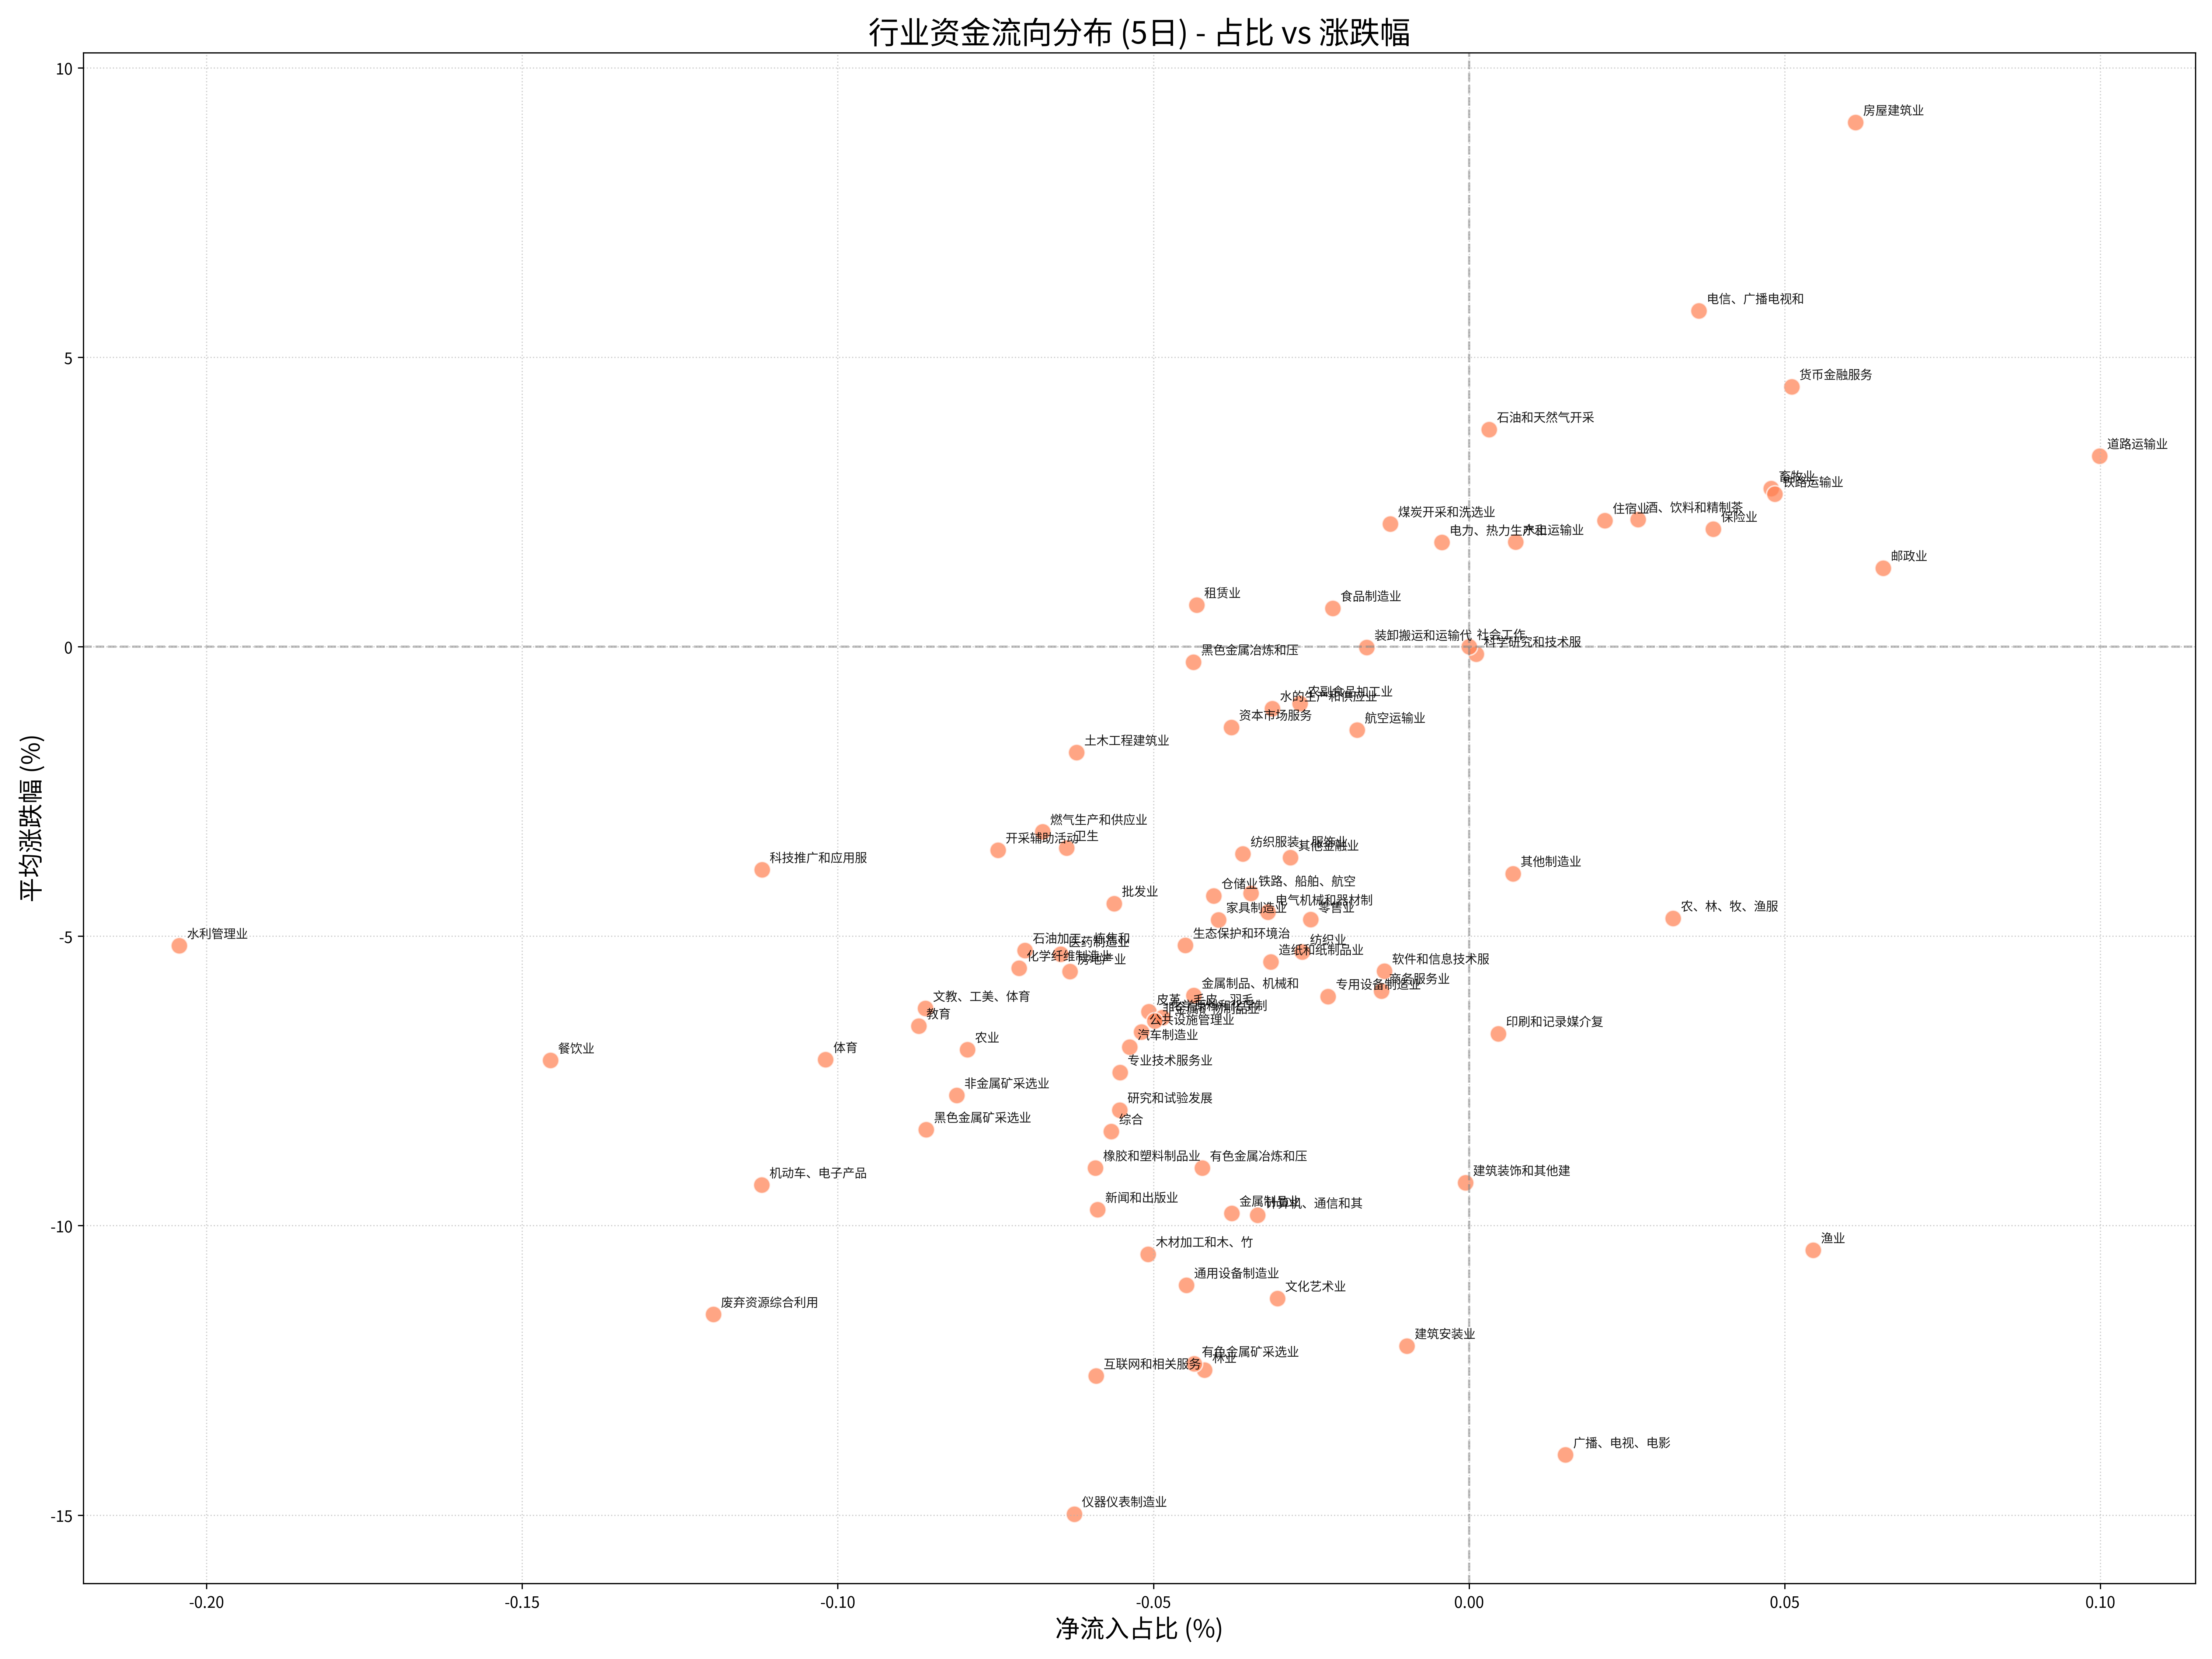 行业资金流向分布 (5日) - 占比 vs 涨跌幅
平均涨跌幅 (%)
10
5
0
-5
-10
-15
房屋建筑业
电信、广播电视和
货币金融服务
石油和天然气开采
道路运输业
畜牧业
铁路运输业
煤炭开采和洗选业
住宿业
酒、饮料和精制茶
保险业
电力、热力生产和
水上运输业
邮政业
租赁业
食品制造业
装卸搬运和运输代
社会工作
科学研究和技术服
黑色金属冶炼和压
农副食品加工业
水的生产和供应业
资本市场服务
航空运输业
土木工程建筑业
燃气生产和供应业
开采辅助活动
卫生
纺织服装、服饰业
其他金融业
科技推广和应用服
其他制造业
批发业
仓储业
铁路、船舶、航空
电气机械和器材制
家具制造业
零售业
农、林、牧、渔服
水利管理业
生态保护和环境治
石油加工、炼焦和
医药制造业
纺织业
造纸和纸制品业
化学纤维制造业
房地产业
软件和信息技术服
金属制品、机械和
专用设备制造业
商务服务业
文教、工美、体育
皮革、毛皮、羽毛
非金属矿物制品业
教育
公共设施管理业
印刷和记录媒介复
汽车制造业
农业
餐饮业
体育
专业技术服务业
非金属矿采选业
研究和试验发展
黑色金属矿采选业
综合
橡胶和塑料制品业
有色金属冶炼和压
机动车、电子产品
建筑装饰和其他建
新闻和出版业
金属制品业
计算机、通信和其
木材加工和木、竹
渔业
通用设备制造业
文化艺术业
废弃资源综合利用
建筑安装业
有色金属矿采选业
互联网和相关服务
林业
广播、电视、电影
仪器仪表制造业
-0.20
-0.15
-0.10
-0.05
0.00
0.05
0.10
净流入占比 (%)